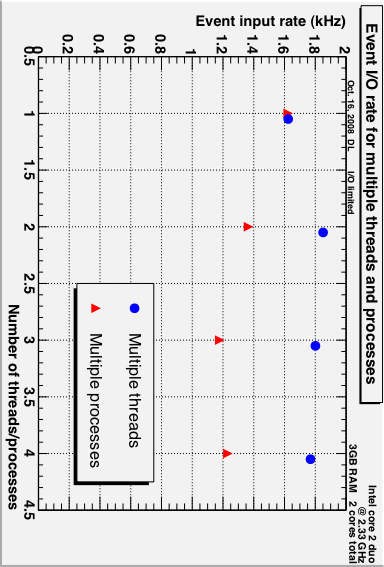 Event I/O rate for multiple threads and processes
Intel core 2 duo
@ 2.33 GHz
3GB RAM 2 cores total
Oct. 16, 2008 DL I/O limited
Event input rate (kHz)
2
1.8
1.6
1.4
1.2
1
0.8
0.6
0.4
0.2
0
Multiple threads
Multiple processes
0.5 1 1.5 2 2.5 3 3.5 4 4.5
Number of threads/processes